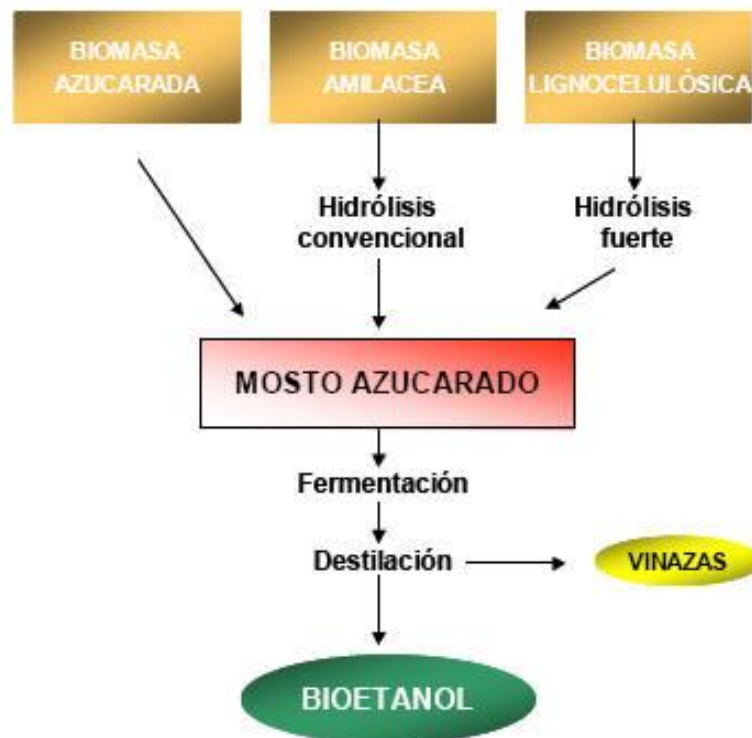 BIOMASA
AZUCARADA
BIOMASA
AMILACEA
BIOMASA
LIGNOCELULÓSICA
Hidrólisis
convencional
Hidrólisis
fuerte
MOSTO AZUCARADO
Fermentación
Destilación
VINAZAS
BIOETANOL